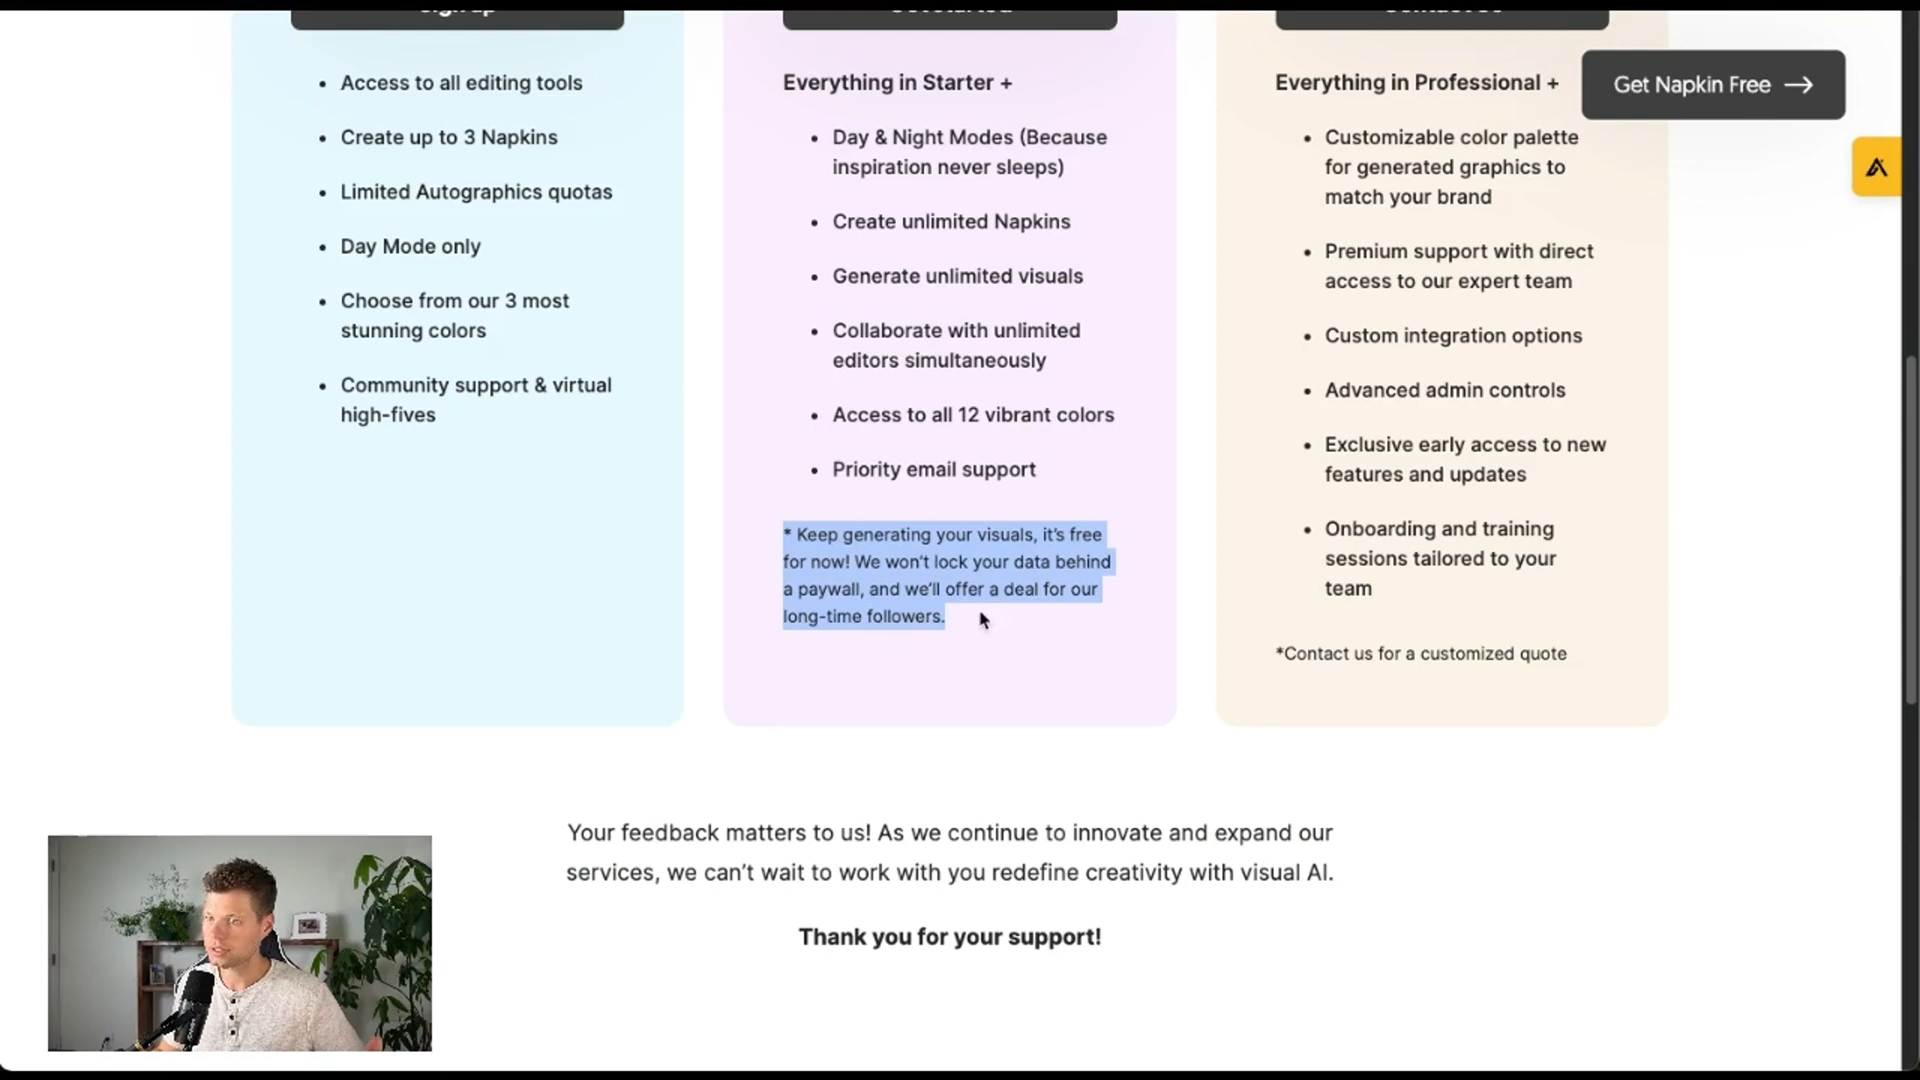 Sign up
Get Started
Contact Us
Get Napkin Free →
• Access to all editing tools
• Create up to 3 Napkins
• Limited Autographics quotas
• Day Mode only
• Choose from our 3 most
stunning colors
• Community support & virtual
high-fives
Everything in Starter +
• Day & Night Modes (Because
inspiration never sleeps)
• Create unlimited Napkins
• Generate unlimited visuals
• Collaborate with unlimited
editors simultaneously
• Access to all 12 vibrant colors
• Priority email support
* Keep generating your visuals, it’s free
for now! We won’t lock your data behind
a paywall, and we’ll offer a deal for our
long-time followers.
Everything in Professional +
• Customizable color palette
for generated graphics to
match your brand
• Premium support with direct
access to our expert team
• Custom integration options
• Advanced admin controls
• Exclusive early access to new
features and updates
• Onboarding and training
sessions tailored to your
team
*Contact us for a customized quote
Your feedback matters to us! As we continue to innovate and expand our
services, we can’t wait to work with you redefine creativity with visual AI.
Thank you for your support!